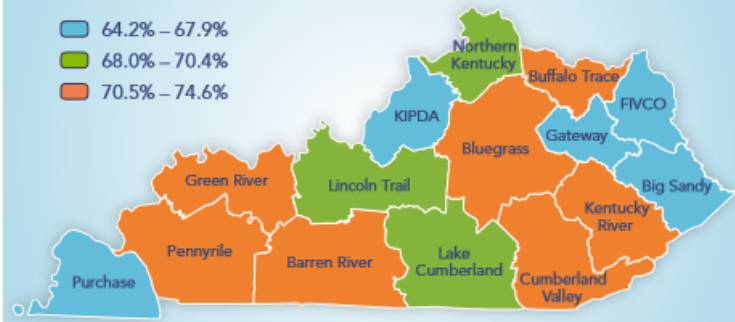 64.2% – 67.9%
68.0% – 70.4%
70.5% – 74.6%
Northern
Kentucky
Buffalo Trace
FIVCO
KIPDA
Gateway
Bluegrass
Green River
Lincoln Trail
Big Sandy
Kentucky
River
Pennyrile
Barren River
Lake
Cumberland
Purchase
Cumberland
Valley